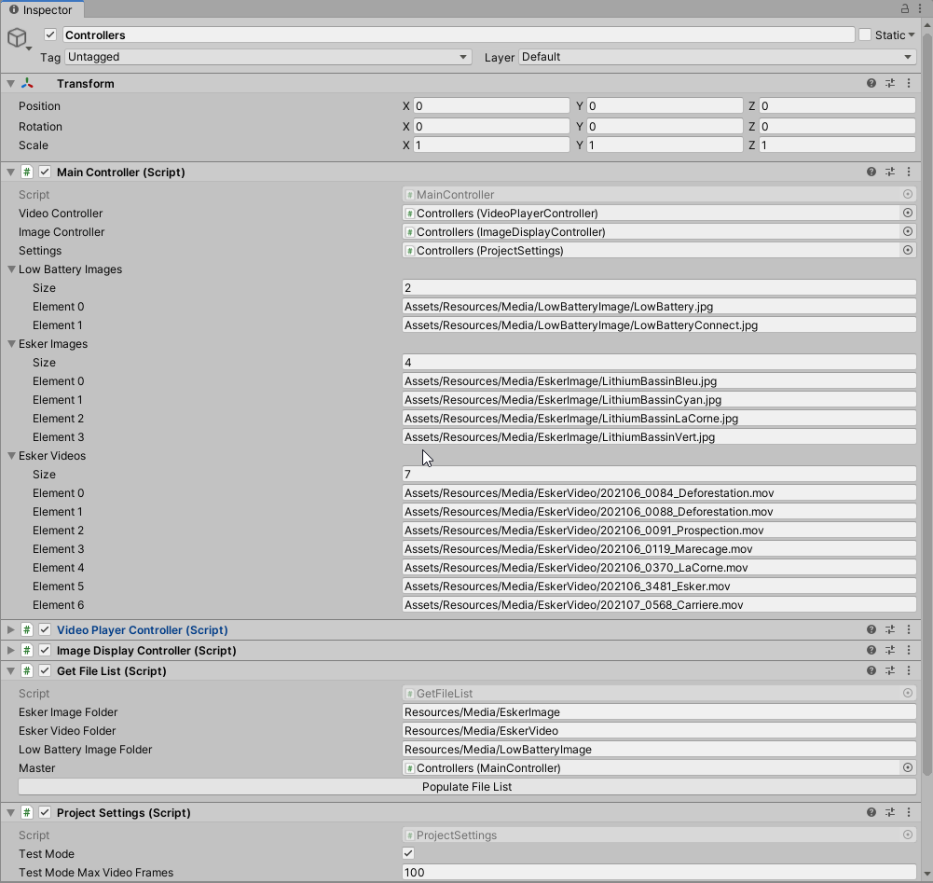 Inspector
Controllers
Static
Tag Untagged Layer Default
Transform
Position X 0 Y 0 Z 0
Rotation X 0 Y 0 Z 0
Scale X 1 Y 1 Z 1
# Main Controller (Script)
Script # MainController
Video Controller # Controllers (VideoPlayerController)
Image Controller # Controllers (ImageDisplayController)
Settings # Controllers (ProjectSettings)
Low Battery Images
Size 2
Element 0 Assets/Resources/Media/LowBatteryImage/LowBattery.jpg
Element 1 Assets/Resources/Media/LowBatteryImage/LowBatteryConnect.jpg
Esker Images
Size 4
Element 0 Assets/Resources/Media/EskerImage/LithiumBassinBleu.jpg
Element 1 Assets/Resources/Media/EskerImage/LithiumBassinCyan.jpg
Element 2 Assets/Resources/Media/EskerImage/LithiumBassinLaCorne.jpg
Element 3 Assets/Resources/Media/EskerImage/LithiumBassinVert.jpg
Esker Videos
Size 7
Element 0 Assets/Resources/Media/EskerVideo/202106_0084_Deforestation.mov
Element 1 Assets/Resources/Media/EskerVideo/202106_0088_Deforestation.mov
Element 2 Assets/Resources/Media/EskerVideo/202106_0091_Prospection.mov
Element 3 Assets/Resources/Media/EskerVideo/202106_0119_Marecage.mov
Element 4 Assets/Resources/Media/EskerVideo/202106_0370_LaCorne.mov
Element 5 Assets/Resources/Media/EskerVideo/202106_3481_Esker.mov
Element 6 Assets/Resources/Media/EskerVideo/202107_0568_Carriere.mov
# Video Player Controller (Script)
# Image Display Controller (Script)
# Get File List (Script)
Script # GetFileList
Esker Image Folder Resources/Media/EskerImage
Esker Video Folder Resources/Media/EskerVideo
Low Battery Image Folder Resources/Media/LowBatteryImage
Master # Controllers (MainController)
Populate File List
# Project Settings (Script)
Script # ProjectSettings
Test Mode
Test Mode Max Video Frames 100